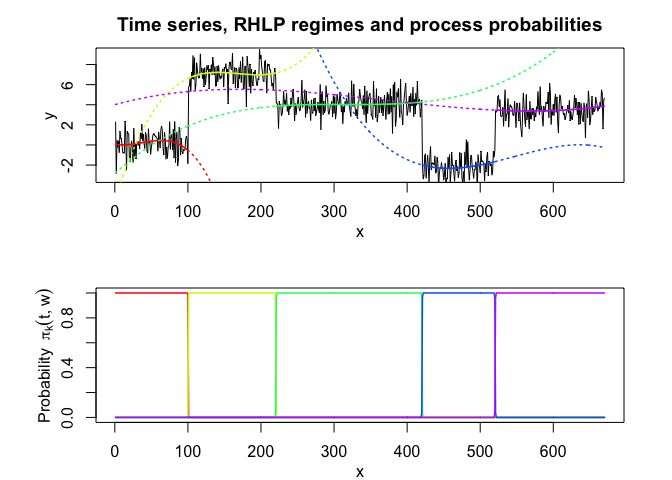 Time series, RHLP regimes and process probabilities
y
6
2
-2
0 100 200 300 400 500 600
x
Probability π_k(t, w)
0.8
0.4
0.0
0 100 200 300 400 500 600
x